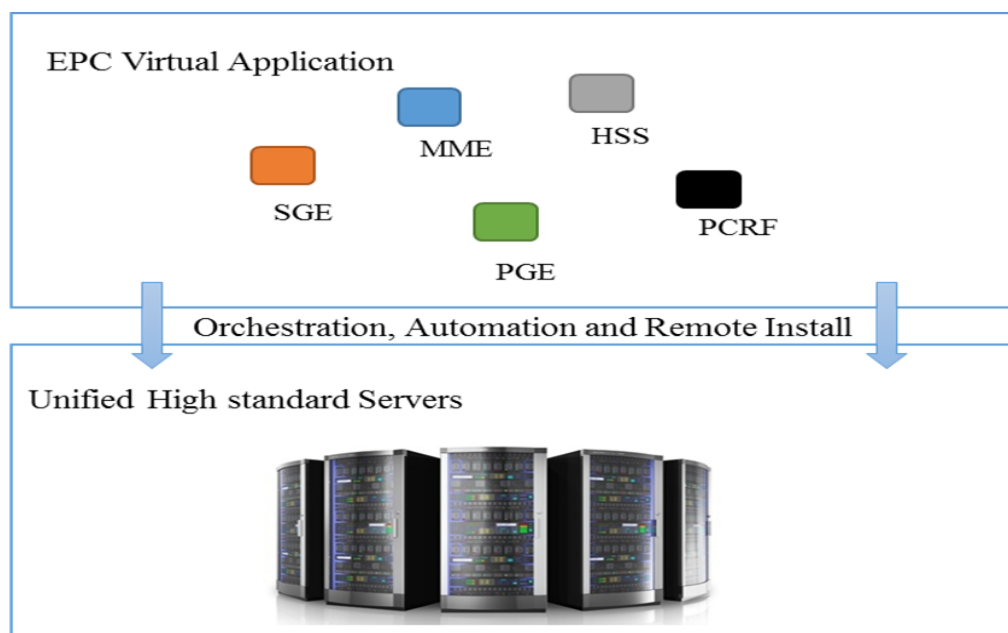 EPC Virtual Application
MME
HSS
SGE
PCRF
PGE
Orchestration, Automation and Remote Install
Unified High standard Servers